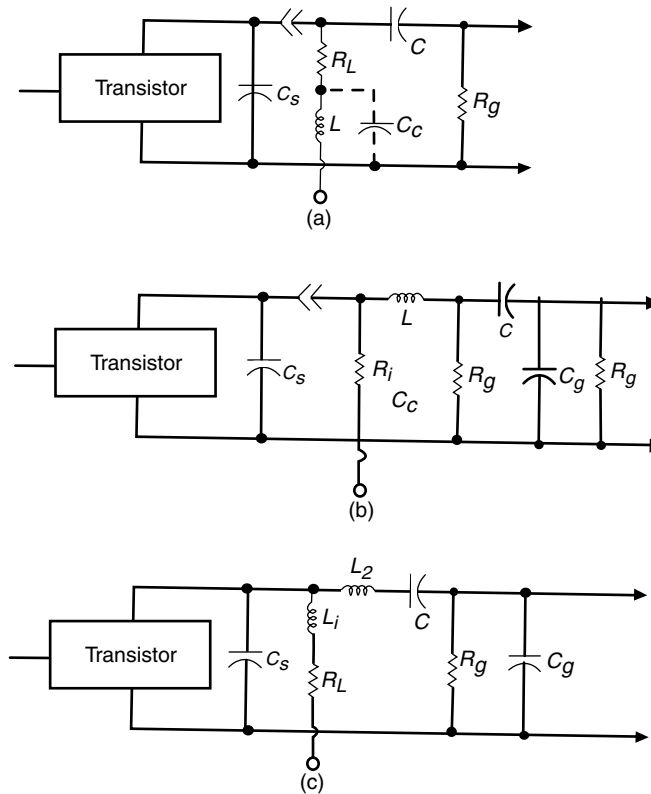 Transistor
C_s
R_L
L
C_c
C
R_g
(a)
Transistor
C_s
R_i
C_c
L
R_g
C
C_g
R_g
(b)
Transistor
C_s
L_i
R_L
L_2
C
R_g
C_g
(c)